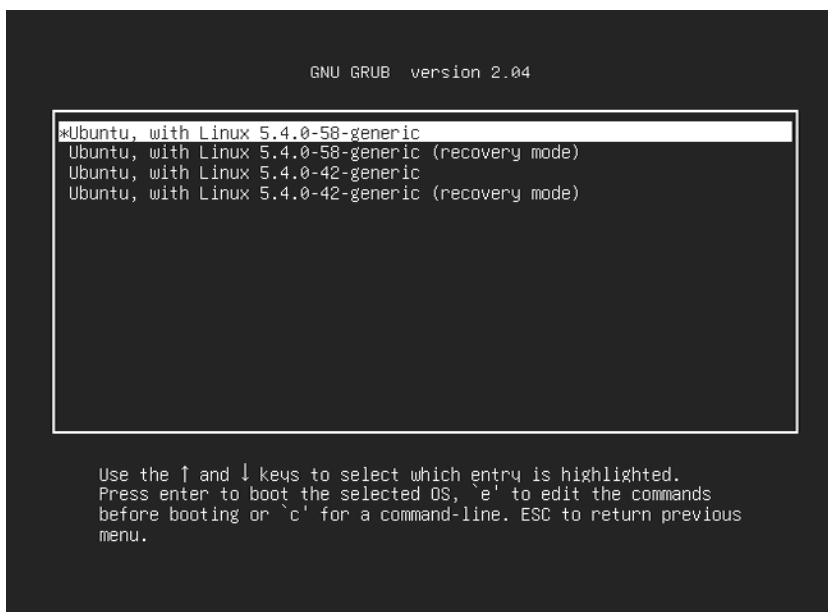 GNU GRUB  version 2.04
*Ubuntu, with Linux 5.4.0-58-generic
Ubuntu, with Linux 5.4.0-58-generic (recovery mode)
Ubuntu, with Linux 5.4.0-42-generic
Ubuntu, with Linux 5.4.0-42-generic (recovery mode)
Use the ↑ and ↓ keys to select which entry is highlighted.
Press enter to boot the selected OS, `e' to edit the commands
before booting or `c' for a command-line. ESC to return previous
menu.